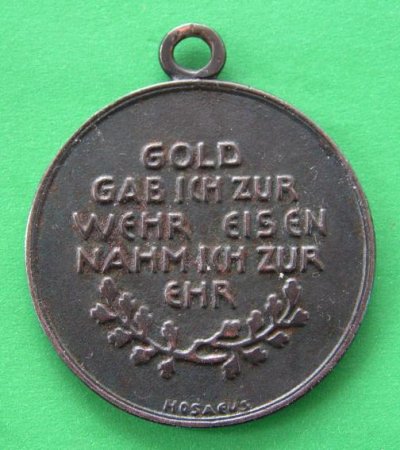 GOLD
GAB ICH ZUR
WEHR EISEN
NAHM ICH ZUR
EHR
HOSAEUS